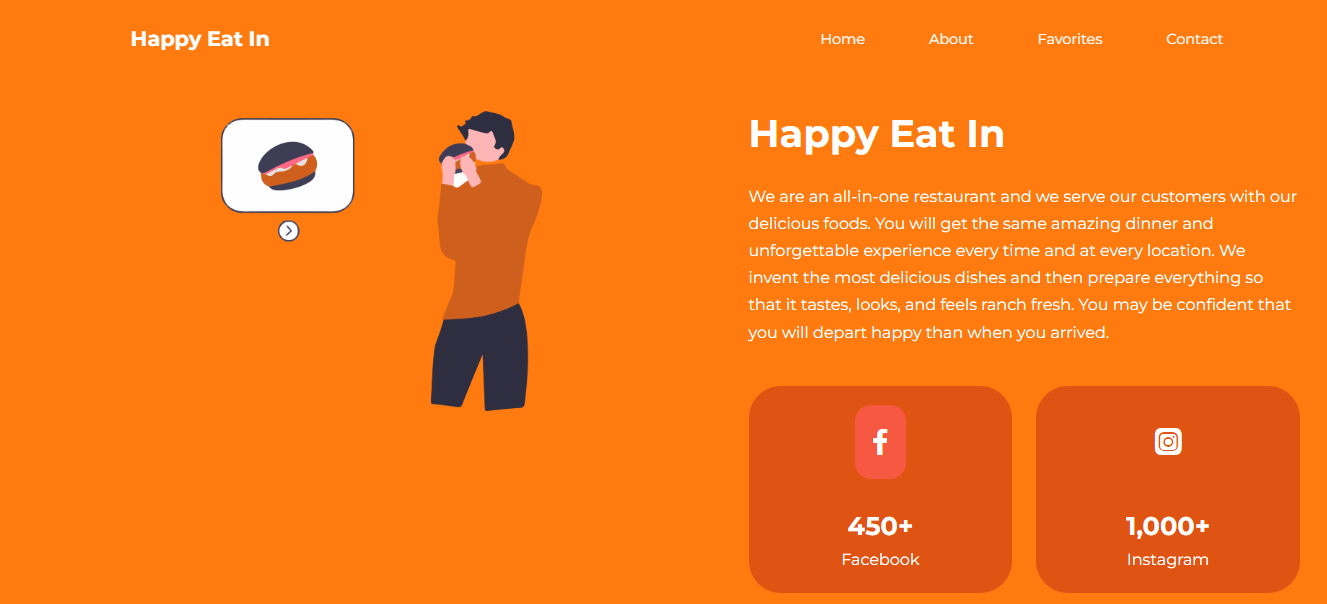 Happy Eat In
Home
About
Favorites
Contact
Happy Eat In
We are an all-in-one restaurant and we serve our customers with our
delicious foods. You will get the same amazing dinner and
unforgettable experience every time and at every location. We
invent the most delicious dishes and then prepare everything so
that it tastes, looks, and feels ranch fresh. You may be confident that
you will depart happy than when you arrived.
450+
Facebook
1,000+
Instagram